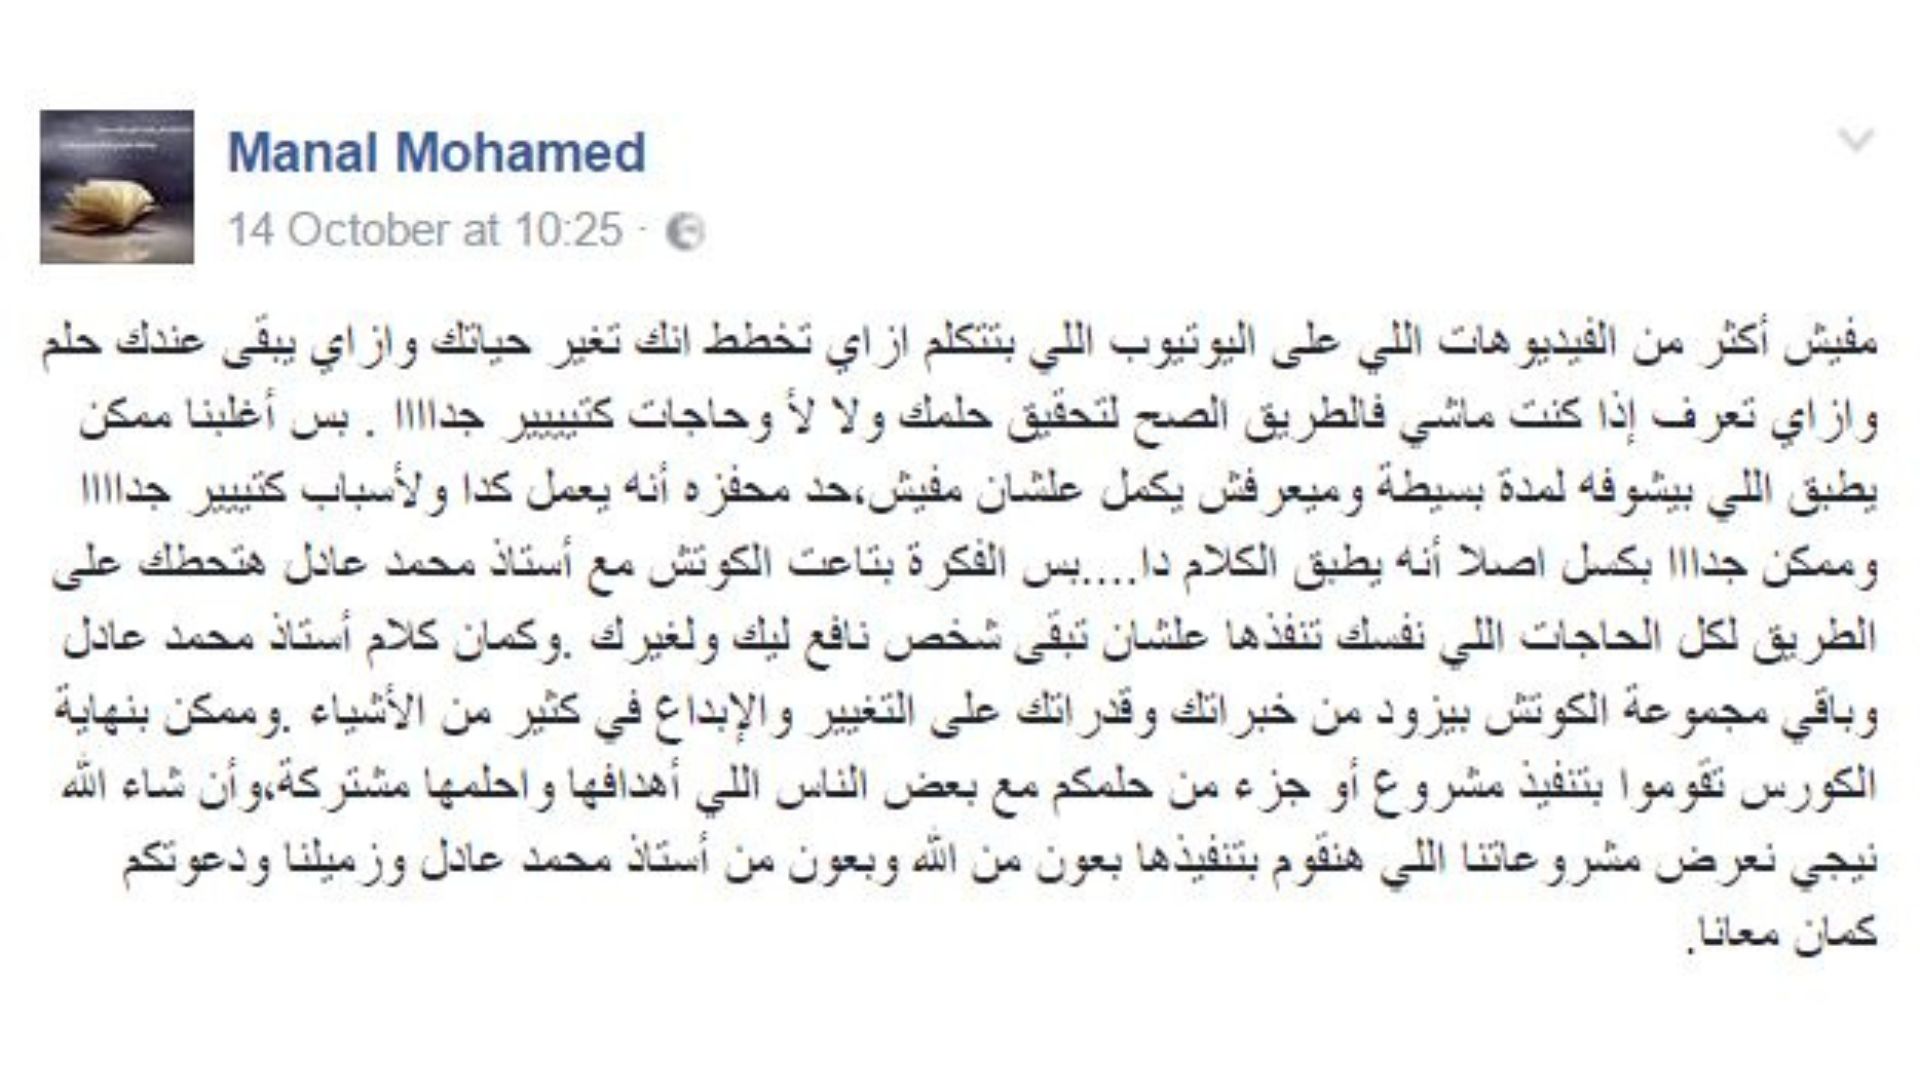 Manal Mohamed
14 October at 10:25 ·
مفيش أكثر من الفيديوهات اللي على اليوتيوب اللي بتتكلم ازاي تخطط انك تغير حياتك وازاي يبقى عندك حلم
وازاي تعرف إذا كنت ماشي فالطريق الصح لتحقيق حلمك ولا لأ وحاجات كتيييير جداااا . بس أغلبنا ممكن
يطبق اللي بيشوفه لمدة بسيطة وميعرفش يكمل علشان مفيش،حد محفزه أنه يعمل كدا ولأسباب كتيييير جداااا
وممكن جدااا بكسل اصلا أنه يطبق الكلام دا....بس الفكرة بتاعت الكوتش مع أستاذ محمد عادل هتحطك على
الطريق لكل الحاجات اللي نفسك تنفذها علشان تبقى شخص نافع ليك ولغيرك .وكمان كلام أستاذ محمد عادل
وباقي مجموعة الكوتش بيزود من خبراتك وقدراتك على التغيير والإبداع في كثير من الأشياء .وممكن بنهاية
الكورس تقوموا بتنفيذ مشروع أو جزء من حلمكم مع بعض الناس اللي أهدافها واحلمها مشتركة،وأن شاء الله
نيجي نعرض مشروعاتنا اللي هنقوم بتنفيذها بعون من الله وبعون من أستاذ محمد عادل وزميلنا ودعوتكم
كمان معانا.